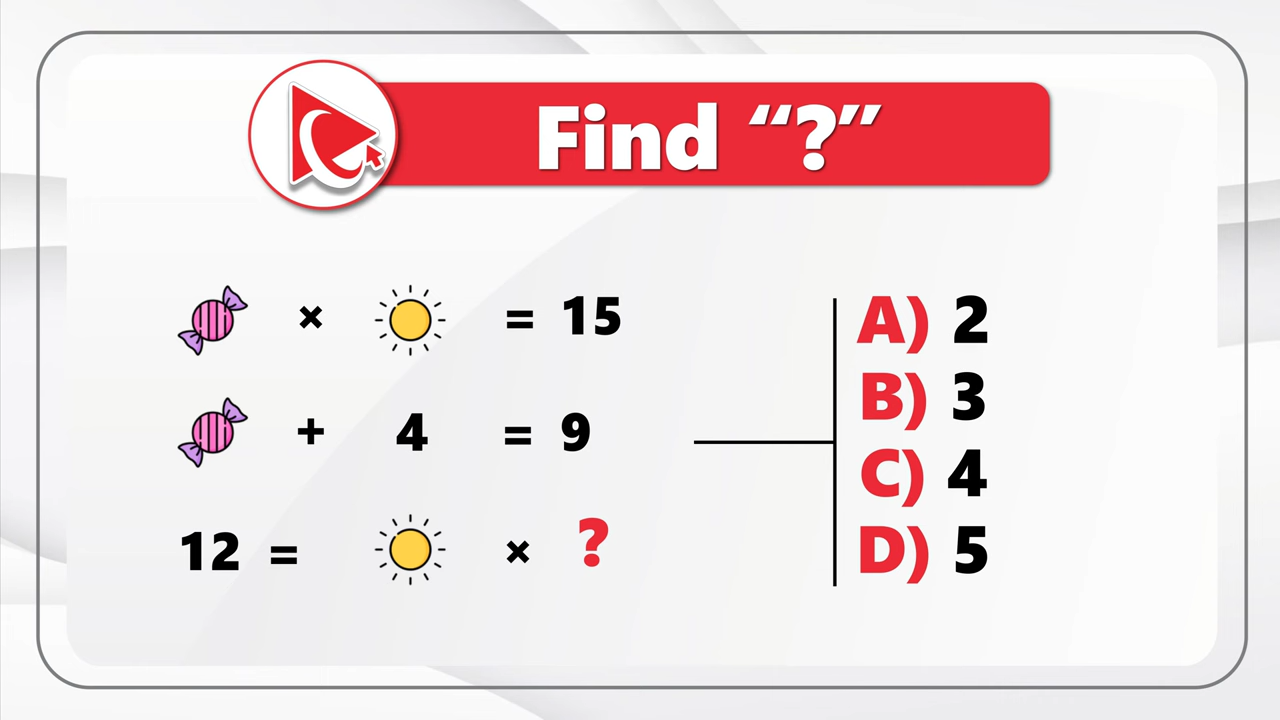 Find “?”
× = 15
+ 4 = 9
12 = × ?
A) 2
B) 3
C) 4
D) 5